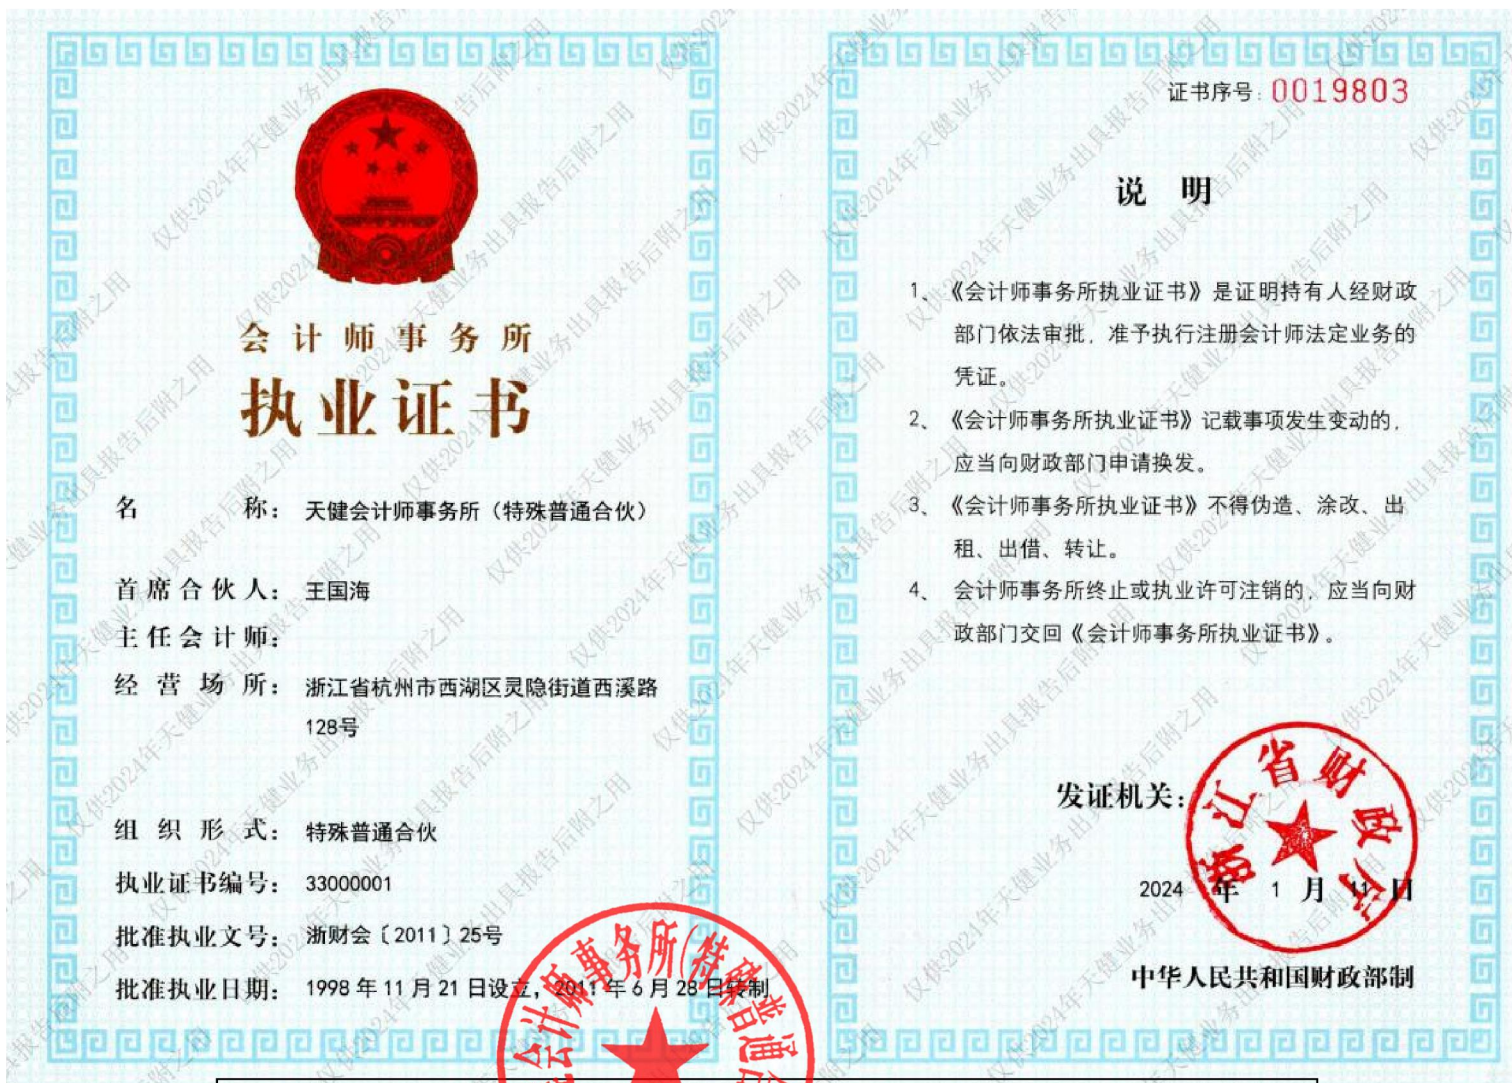 会计师事务所
执业证书
名称：天健会计师事务所（特殊普通合伙）
首席合伙人：王国海
主任会计师：
经营场所：浙江省杭州市西湖区灵隐街道西溪路
128号
组织形式：特殊普通合伙
执业证书编号：33000001
批准执业文号：浙财会〔2011〕25号
批准执业日期：1998年11月21日设立，2011年6月28日转制
会计师事务所(特殊普通合
证书序号：0019803
说明
1、《会计师事务所执业证书》是证明持有人经财政
部门依法审批，准予执行注册会计师法定业务的
凭证。
2、《会计师事务所执业证书》记载事项发生变动的，
应当向财政部门申请换发。
3、《会计师事务所执业证书》不得伪造、涂改、出
租、出借、转让。
4、会计师事务所终止或执业许可注销的，应当向财
政部门交回《会计师事务所执业证书》。
发证机关：
浙江省财政厅
2024年1月11日
中华人民共和国财政部制
仅供2024年天健业务出具报告后附之用